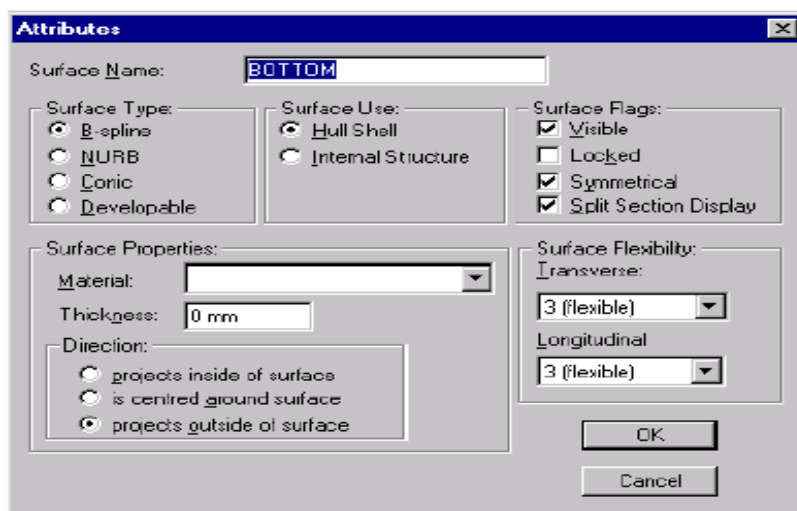 Attributes
Surface Name: BOTTOM
Surface Type:
B-spline
NURB
Conic
Developable
Surface Use:
Hull Shell
Internal Structure
Surface Flags:
Visible
Locked
Symmetrical
Split Section Display
Surface Properties:
Material:
Thickness: 0 mm
Direction:
projects inside of surface
is centred around surface
projects outside of surface
Surface Flexibility:
Transverse:
3 (flexible)
Longitudinal
3 (flexible)
OK
Cancel